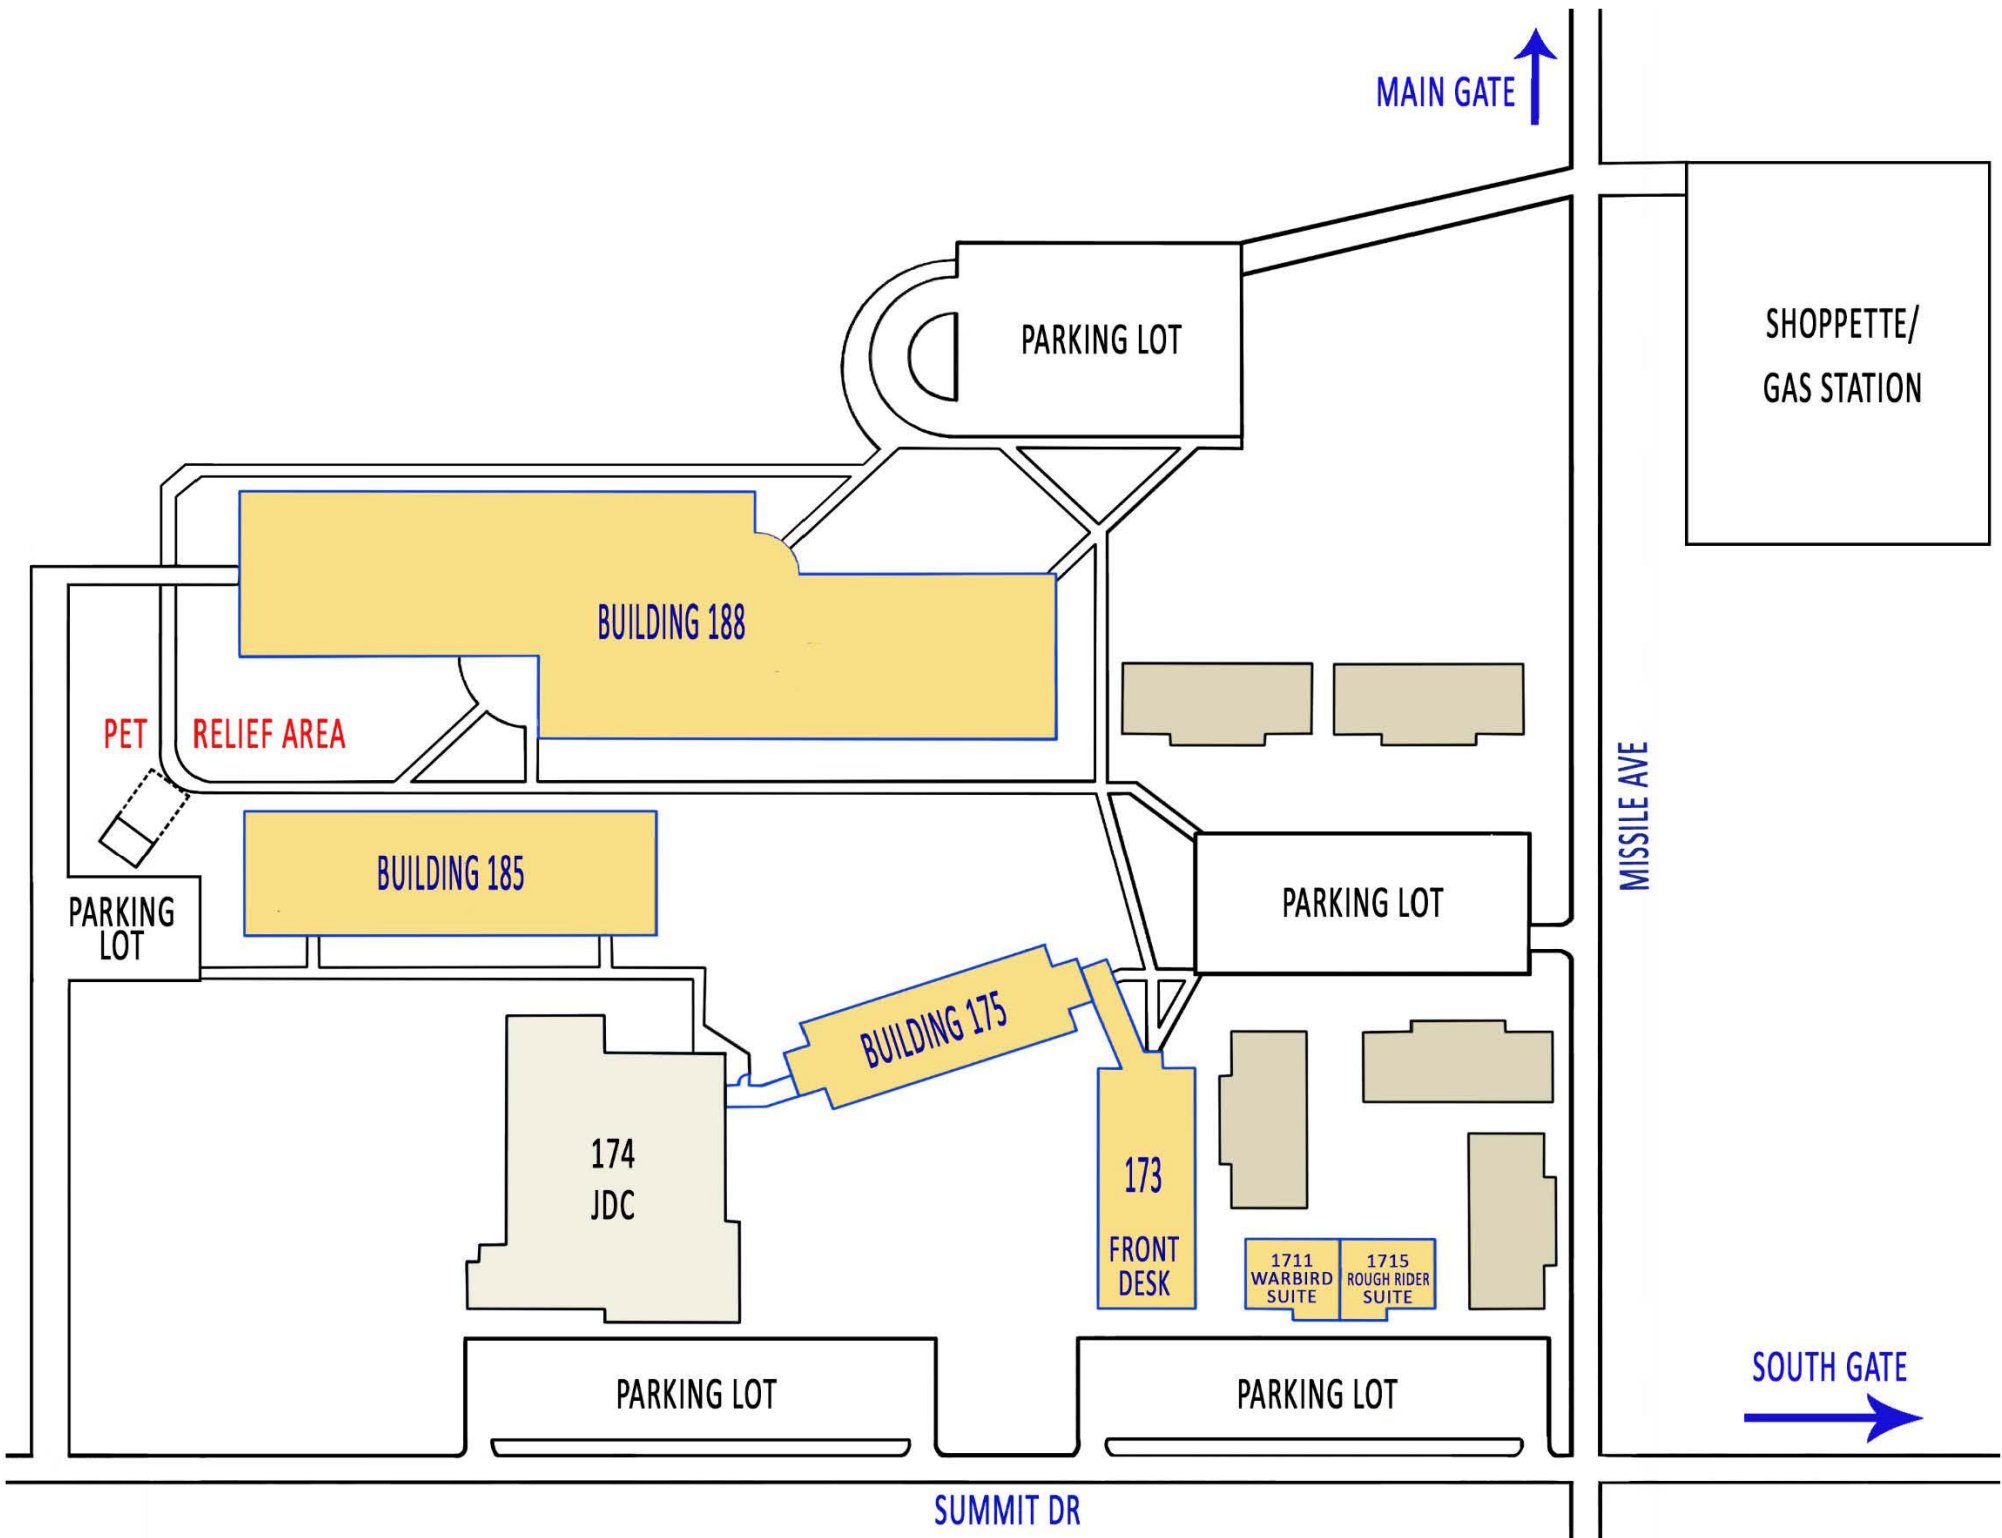 MAIN GATE
SHOPPETTE/
GAS STATION
PARKING LOT
BUILDING 188
PET RELIEF AREA
MISSILE AVE
BUILDING 185
PARKING
LOT
PARKING LOT
BUILDING 175
174
JDC
173
FRONT
DESK
1711
WARBIRD
SUITE
1715
ROUGH RIDER
SUITE
PARKING LOT
PARKING LOT
SOUTH GATE
SUMMIT DR